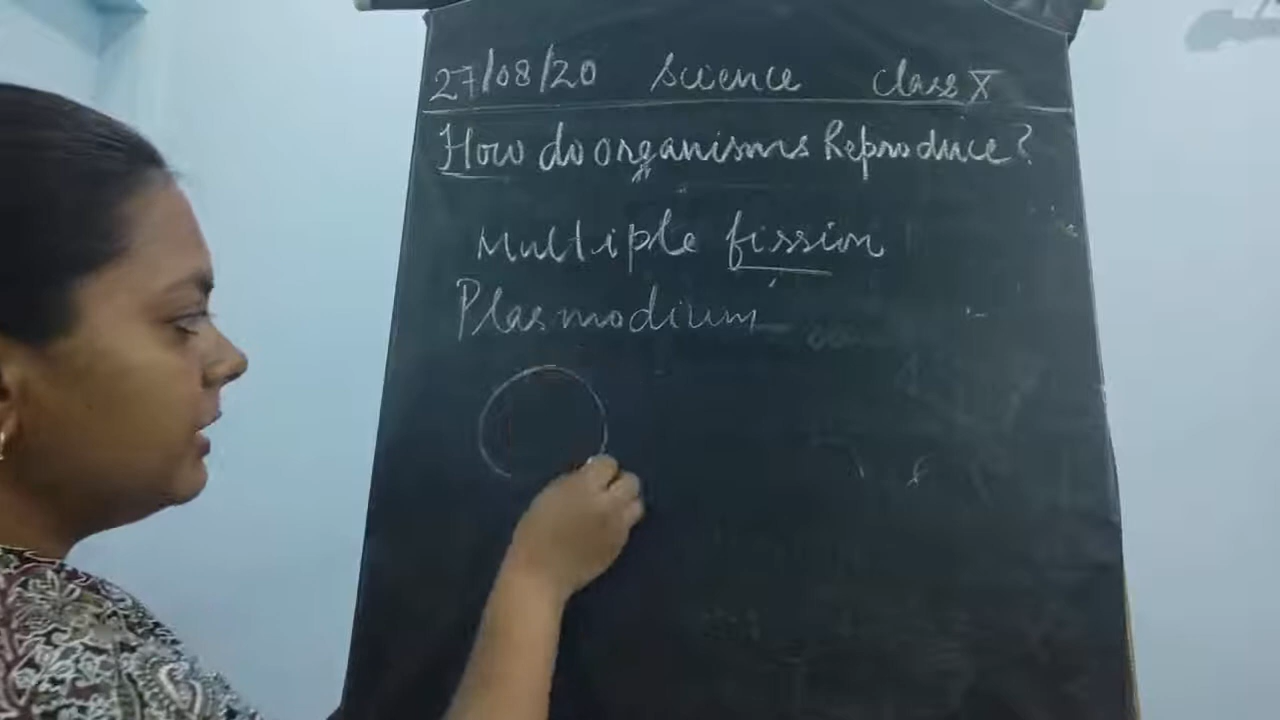 27/08/20 Science Class X
How do organisms Reproduce?
Multiple fission
Plasmodium